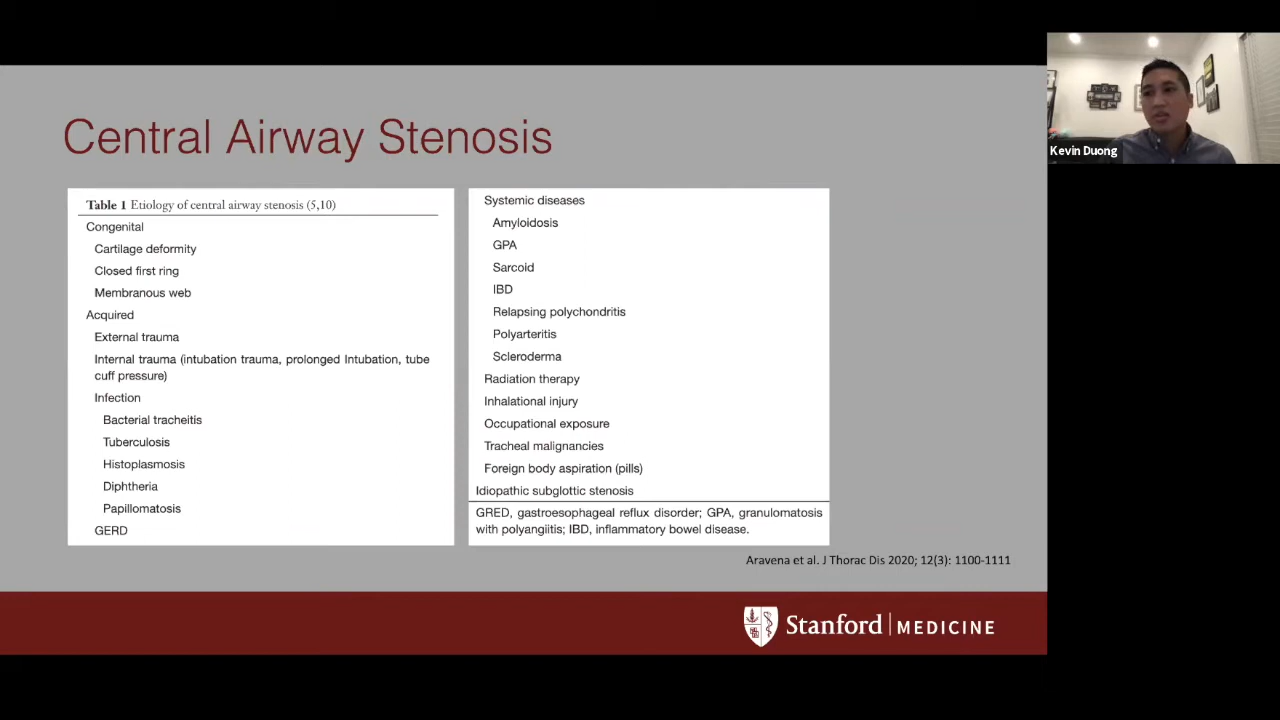 Central Airway Stenosis
Table 1 Etiology of central airway stenosis (5,10)
Congenital
Cartilage deformity
Closed first ring
Membranous web
Acquired
External trauma
Internal trauma (intubation trauma, prolonged Intubation, tube
cuff pressure)
Infection
Bacterial tracheitis
Tuberculosis
Histoplasmosis
Diphtheria
Papillomatosis
GERD
Systemic diseases
Amyloidosis
GPA
Sarcoid
IBD
Relapsing polychondritis
Polyarteritis
Scleroderma
Radiation therapy
Inhalational injury
Occupational exposure
Tracheal malignancies
Foreign body aspiration (pills)
Idiopathic subglottic stenosis
GRED, gastroesophageal reflux disorder; GPA, granulomatosis
with polyangiitis; IBD, inflammatory bowel disease.
Aravena et al. J Thorac Dis 2020; 12(3): 1100-1111
Stanford MEDICINE
Kevin Duong